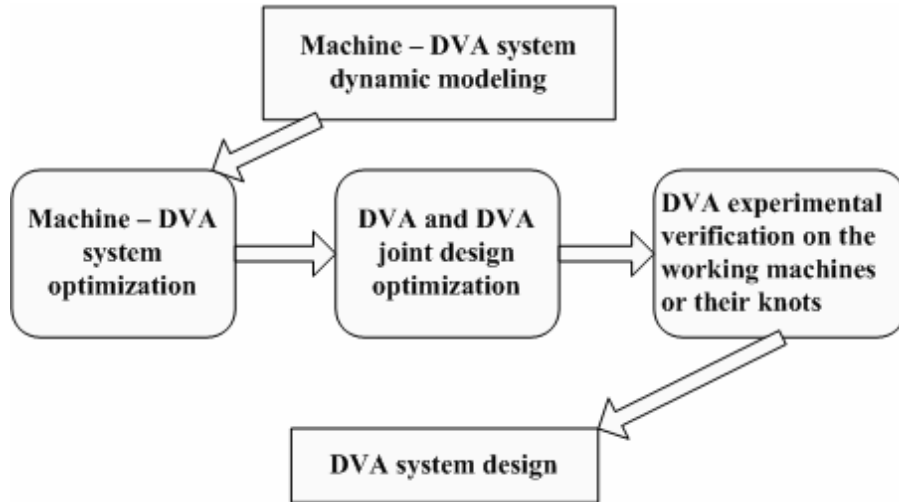 Machine – DVA system
dynamic modeling
Machine – DVA
system
optimization
DVA and DVA
joint design
optimization
DVA experimental
verification on the
working machines
or their knots
DVA system design